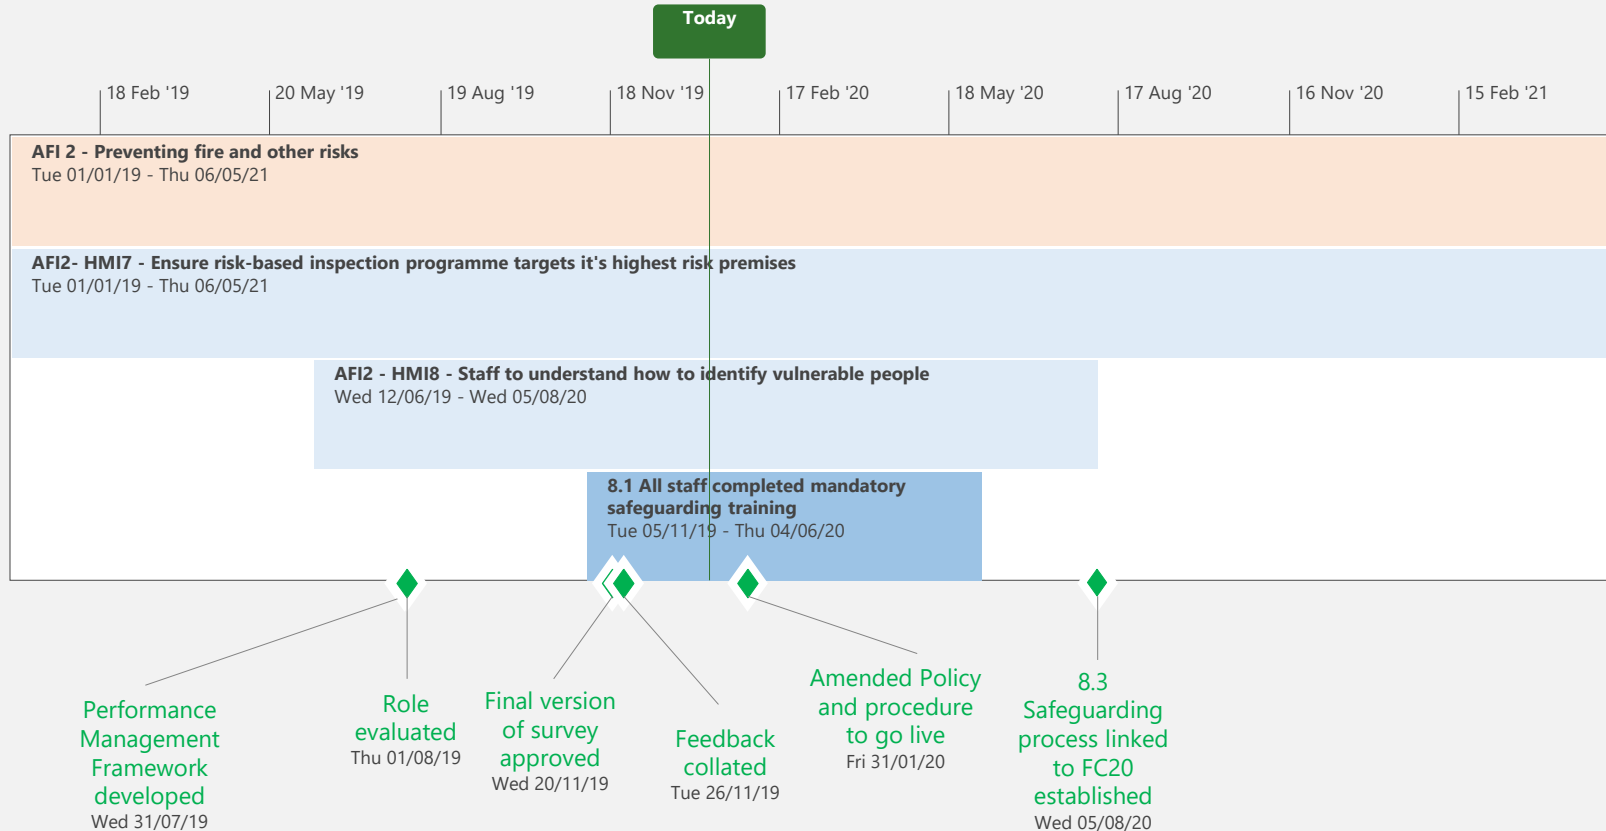 Today
18 Feb '19
20 May '19
19 Aug '19
18 Nov '19
17 Feb '20
18 May '20
17 Aug '20
16 Nov '20
15 Feb '21
AFI 2 - Preventing fire and other risks
Tue 01/01/19 - Thu 06/05/21
AFI2- HMI7 - Ensure risk-based inspection programme targets it's highest risk premises
Tue 01/01/19 - Thu 06/05/21
AFI2 - HMI8 - Staff to understand how to identify vulnerable people
Wed 12/06/19 - Wed 05/08/20
8.1 All staff completed mandatory
safeguarding training
Tue 05/11/19 - Thu 04/06/20
Performance
Management
Framework
developed
Wed 31/07/19
Role
evaluated
Thu 01/08/19
Final version
of survey
approved
Wed 20/11/19
Feedback
collated
Tue 26/11/19
Amended Policy
and procedure
to go live
Fri 31/01/20
8.3
Safeguarding
process linked
to FC20
established
Wed 05/08/20